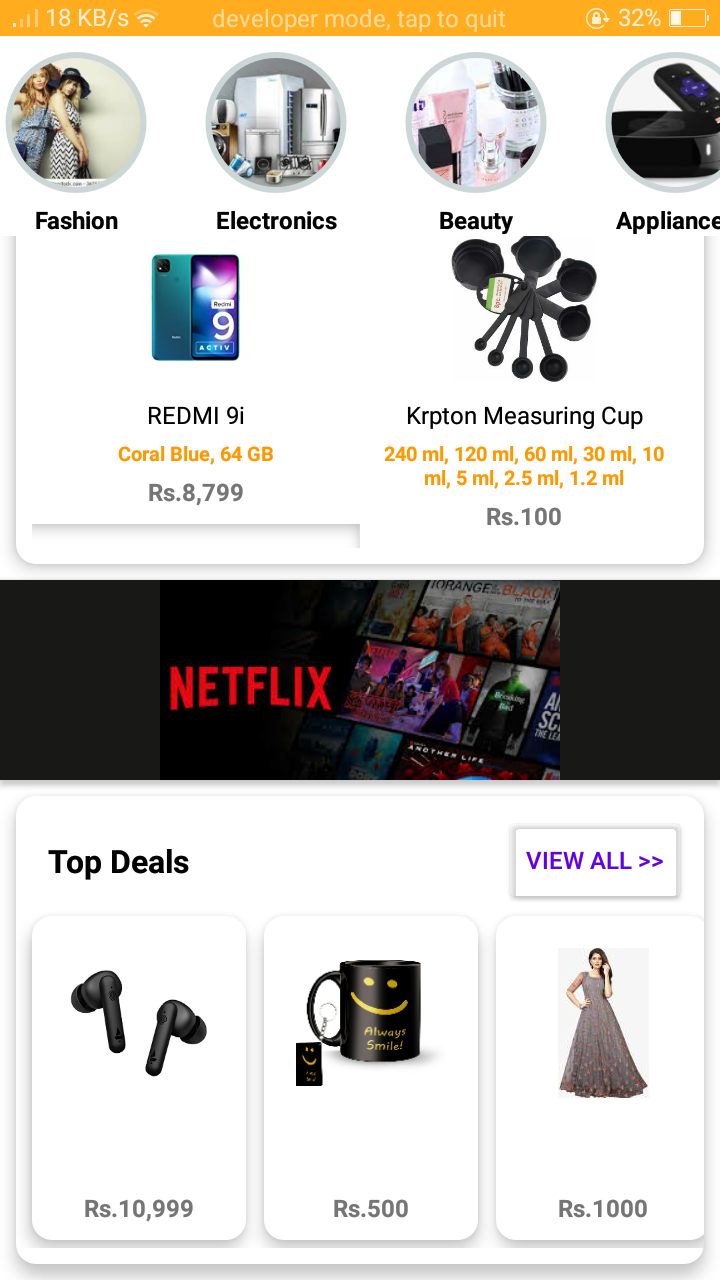 18 KB/s developer mode, tap to quit 32%
Fashion Electronics Beauty Appliance
Redmi
9
ACTIV
REDMI 9i Krpton Measuring Cup
Coral Blue, 64 GB 240 ml, 120 ml, 60 ml, 30 ml, 10
ml, 5 ml, 2.5 ml, 1.2 ml
Rs.8,799 Rs.100
ORANGE IS THE NEW BLACK
NETFLIX
Breaking
Bad
ANOTHER LIFE
Top Deals VIEW ALL >>
Always
Smile!
Rs.10,999 Rs.500 Rs.1000